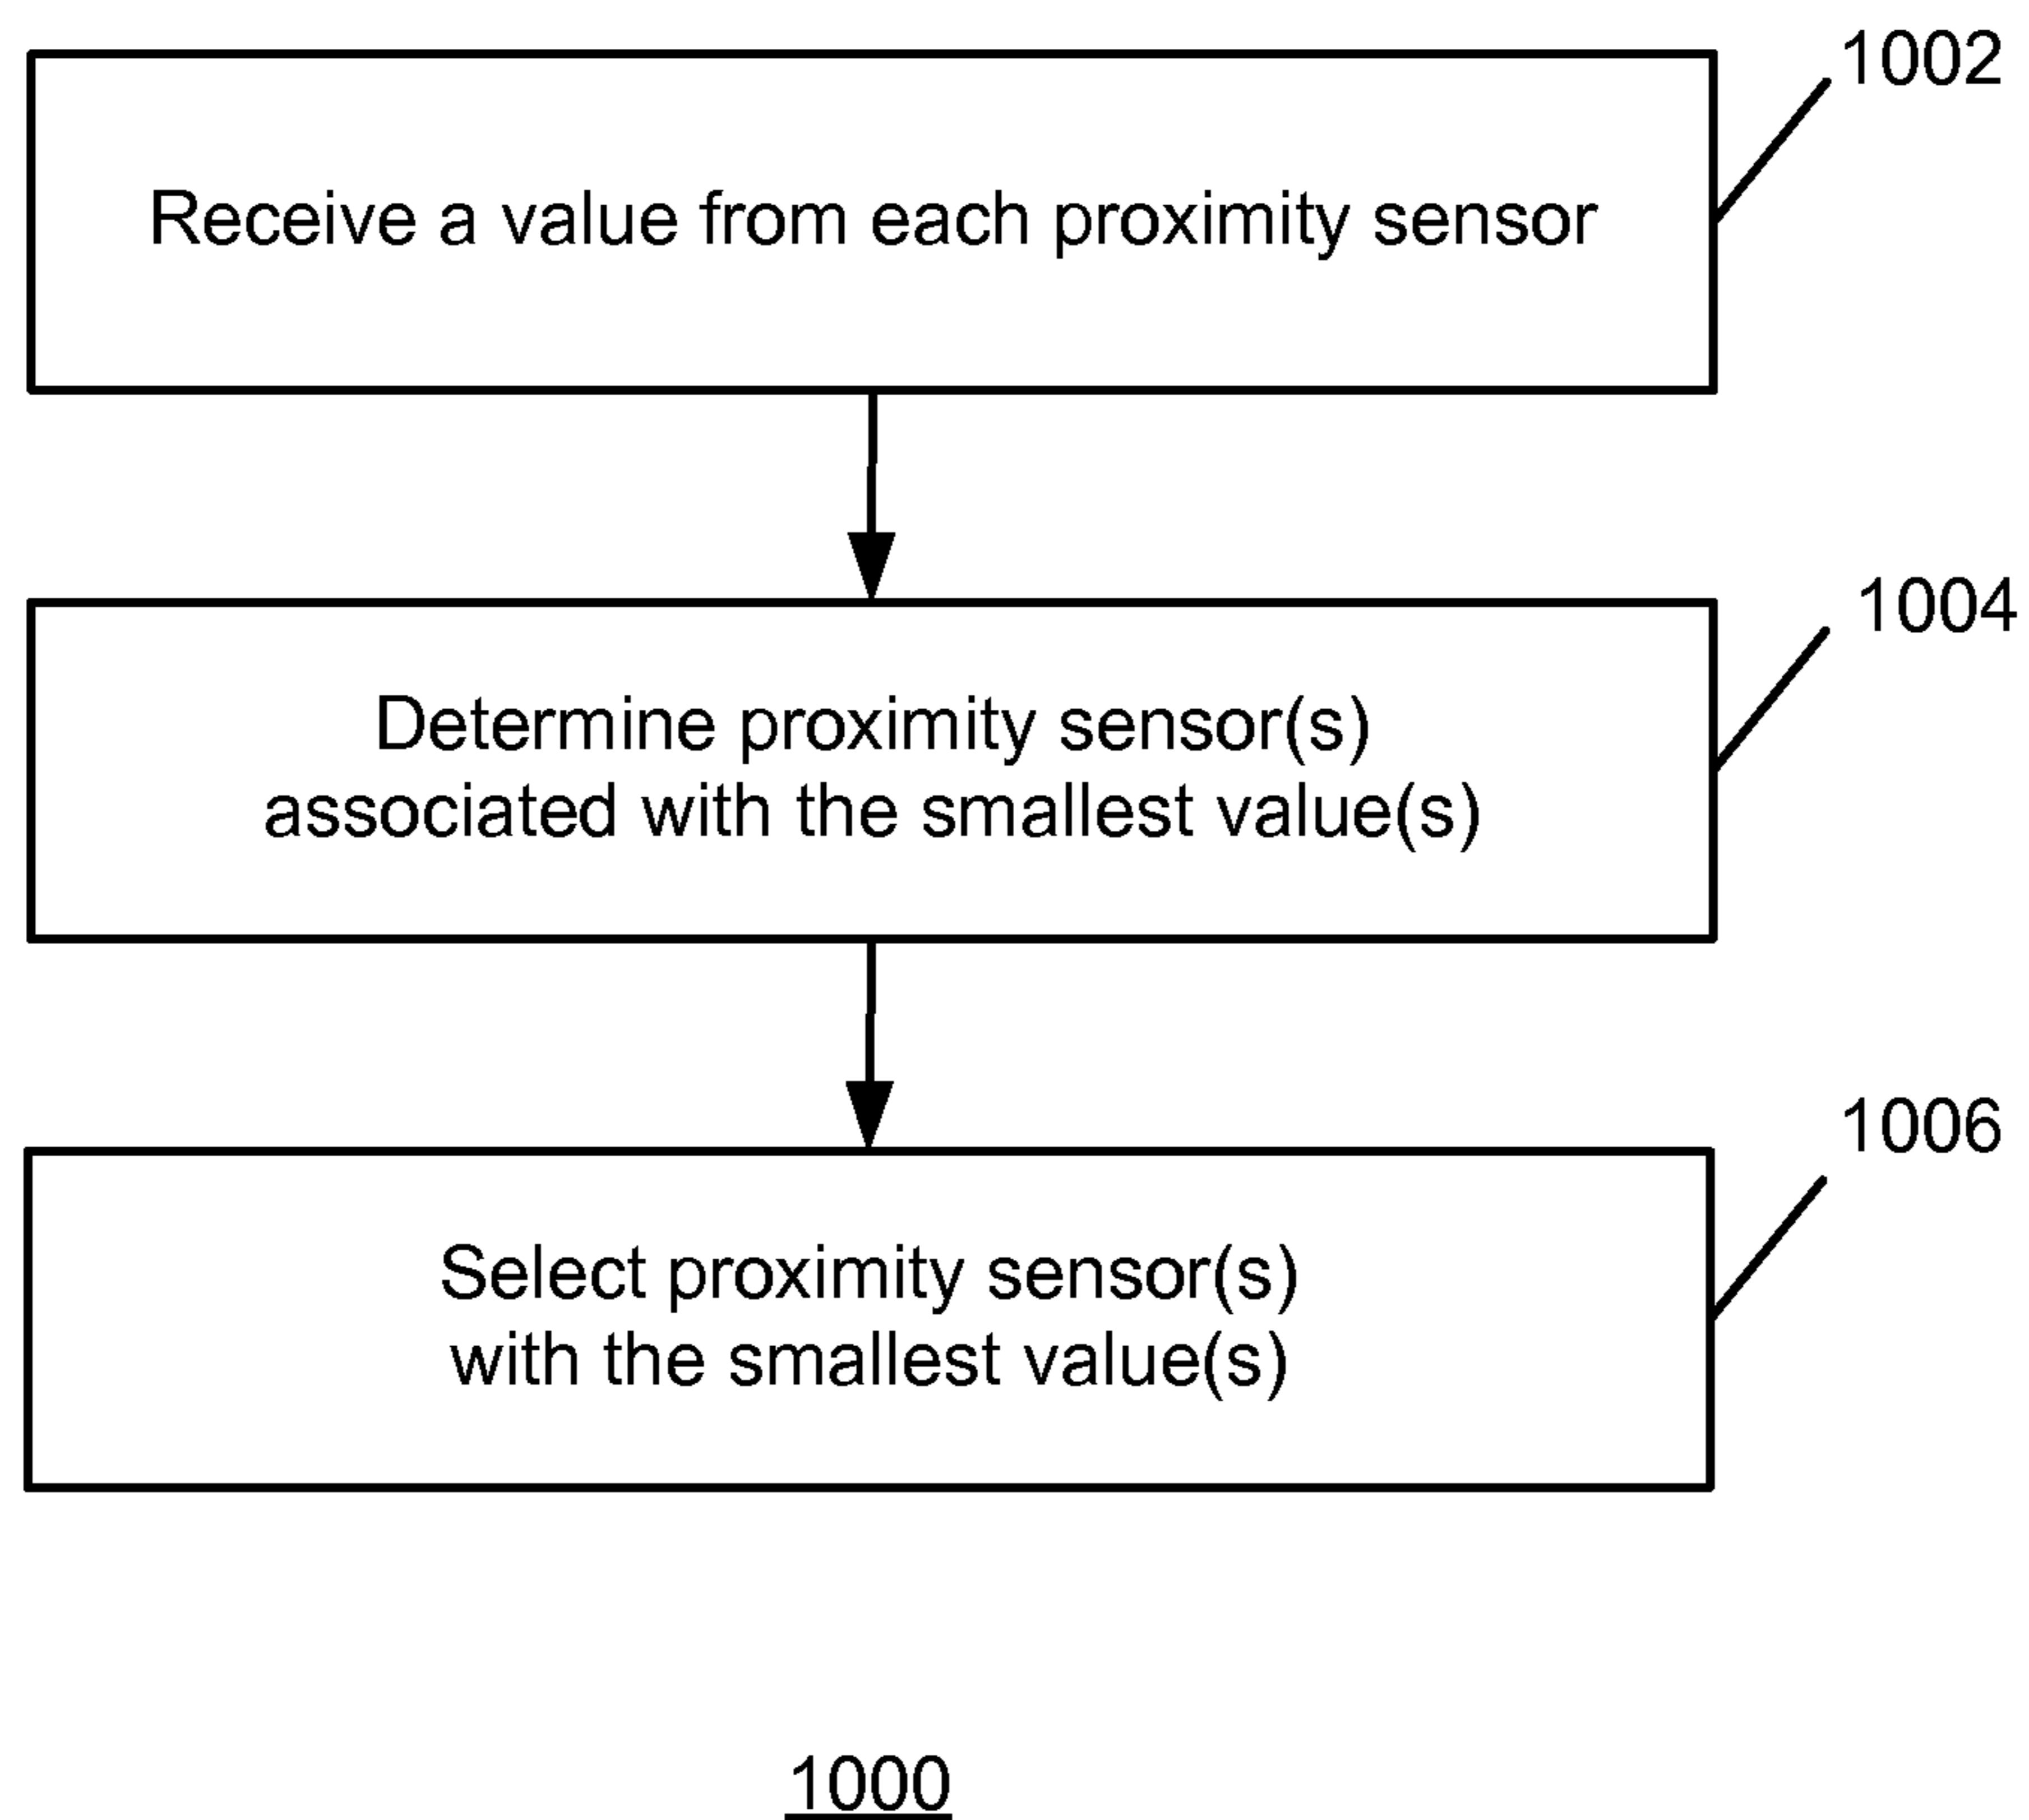 1002
Receive a value from each proximity sensor
1004
Determine proximity sensor(s)
associated with the smallest value(s)
1006
Select proximity sensor(s)
with the smallest value(s)
1000